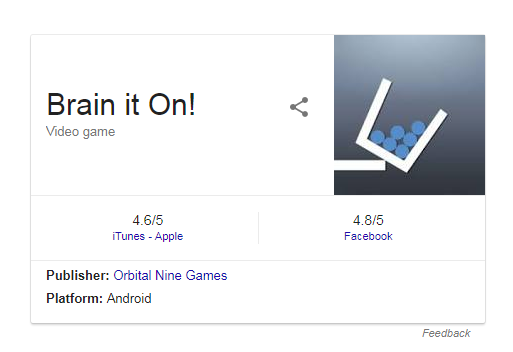 Brain it On!
Video game
4.6/5
iTunes - Apple
4.8/5
Facebook
Publisher: Orbital Nine Games
Platform: Android
Feedback